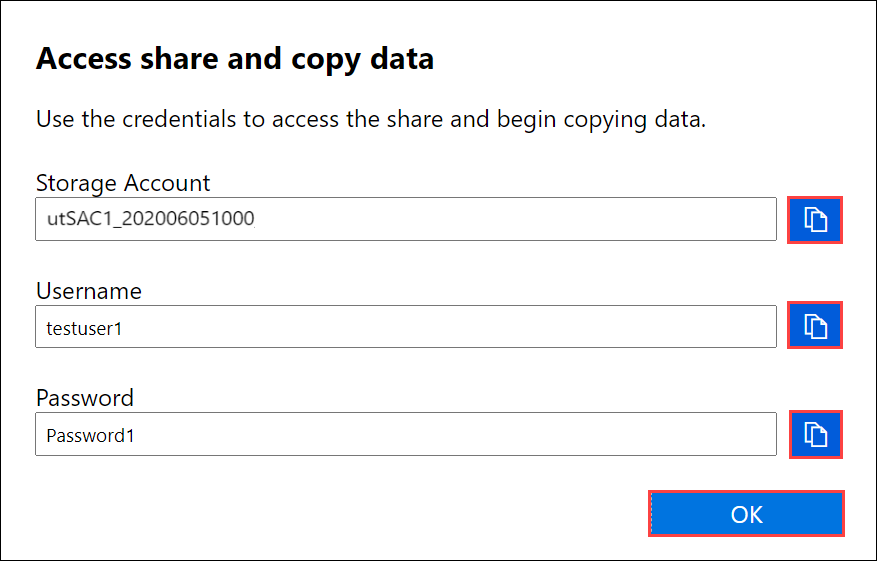 Access share and copy data
Use the credentials to access the share and begin copying data.
Storage Account
utSAC1_202006051000
Username
testuser1
Password
Password1
OK